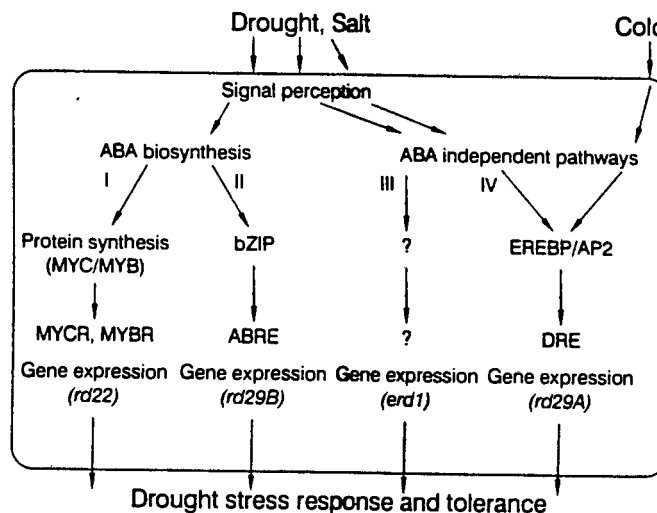 Drought, Salt
Cold
Signal perception
ABA biosynthesis
ABA independent pathways
I
II
III
IV
Protein synthesis
(MYC/MYB)
bZIP
?
EREBP/AP2
MYCR, MYBR
ABRE
?
DRE
Gene expression
(rd22)
Gene expression
(rd29B)
Gene expression
(erd1)
Gene expression
(rd29A)
Drought stress response and tolerance